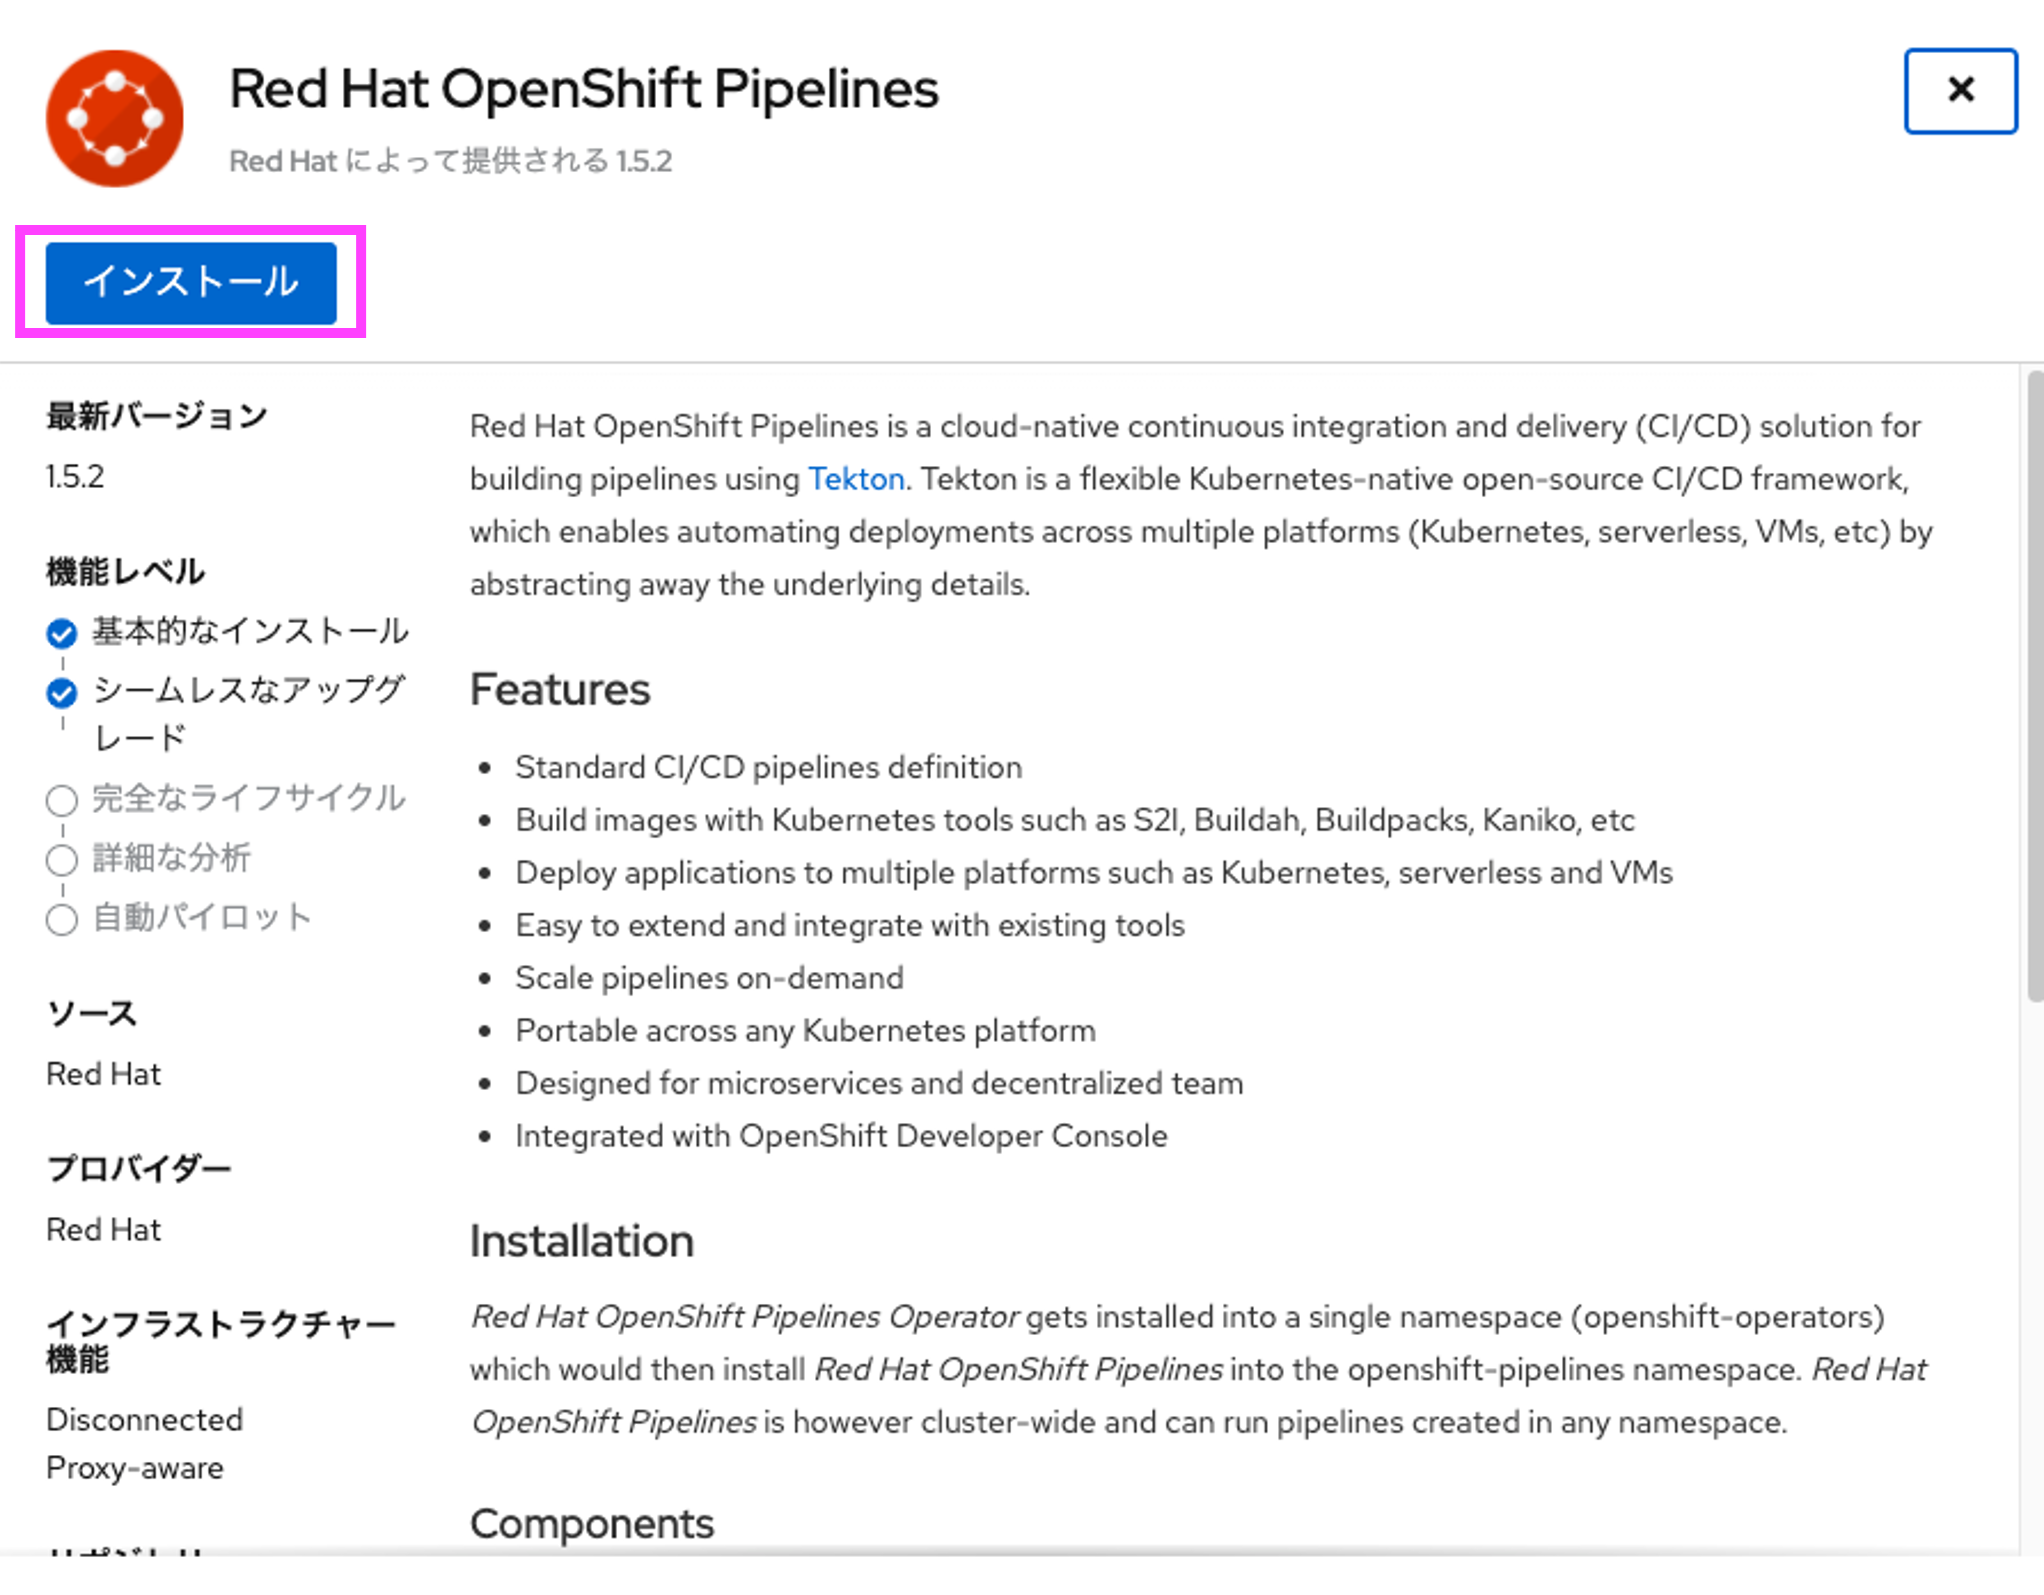 Red Hat OpenShift Pipelines
Red Hat によって提供される 1.5.2
インストール
最新バージョン
1.5.2
機能レベル
基本的なインストール
シームレスなアップグ
レード
完全なライフサイクル
詳細な分析
自動パイロット
ソース
Red Hat
プロバイダー
Red Hat
インフラストラクチャー
機能
Disconnected
Proxy-aware
Red Hat OpenShift Pipelines is a cloud-native continuous integration and delivery (CI/CD) solution for
building pipelines using Tekton. Tekton is a flexible Kubernetes-native open-source CI/CD framework,
which enables automating deployments across multiple platforms (Kubernetes, serverless, VMs, etc) by
abstracting away the underlying details.
Features
• Standard CI/CD pipelines definition
• Build images with Kubernetes tools such as S2I, Buildah, Buildpacks, Kaniko, etc
• Deploy applications to multiple platforms such as Kubernetes, serverless and VMs
• Easy to extend and integrate with existing tools
• Scale pipelines on-demand
• Portable across any Kubernetes platform
• Designed for microservices and decentralized team
• Integrated with OpenShift Developer Console
Installation
Red Hat OpenShift Pipelines Operator gets installed into a single namespace (openshift-operators)
which would then install Red Hat OpenShift Pipelines into the openshift-pipelines namespace. Red Hat
OpenShift Pipelines is however cluster-wide and can run pipelines created in any namespace.
Components